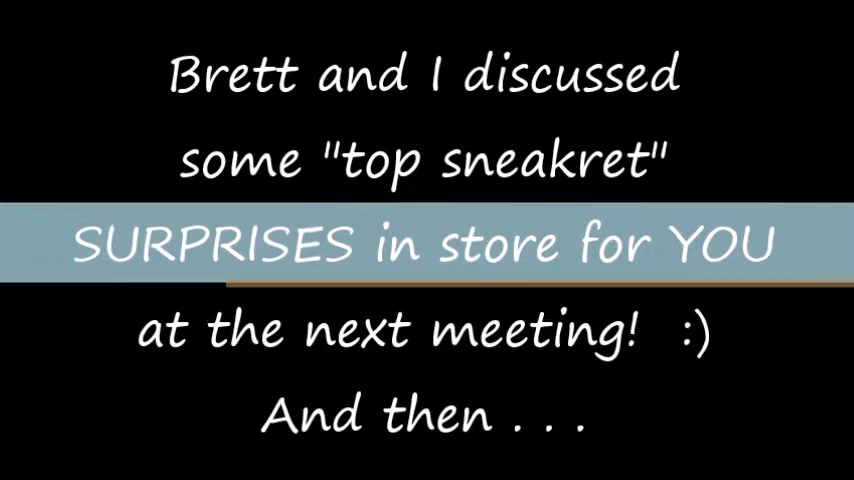 Brett and I discussed
some "top sneakret"
SURPRISES in store for YOU
at the next meeting!  :)
And then . . .